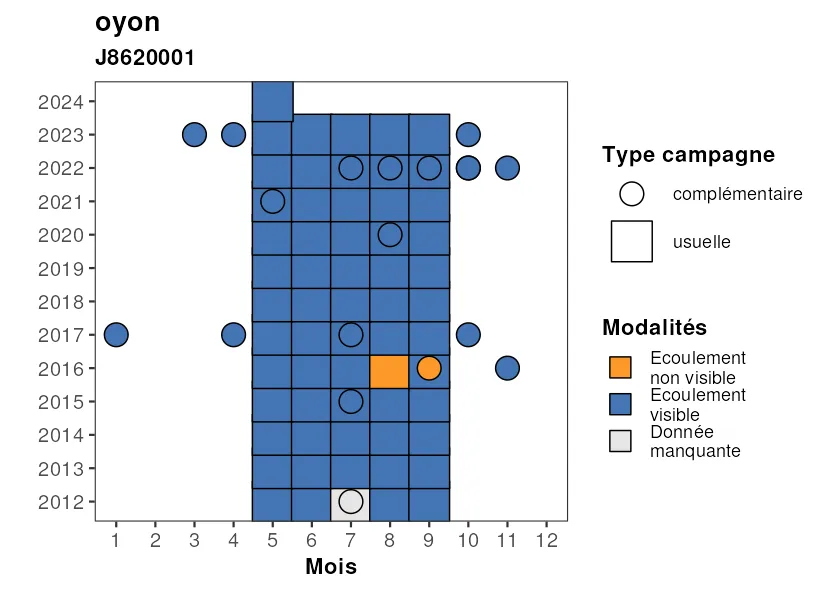 oyon
J8620001
2024
2023
2022
2021
2020
2019
2018
2017
2016
2015
2014
2013
2012
1 2 3 4 5 6 7 8 9 10 11 12
Mois
Type campagne
complémentaire
usuelle
Modalités
Ecoulement
non visible
Ecoulement
visible
Donnée
manquante